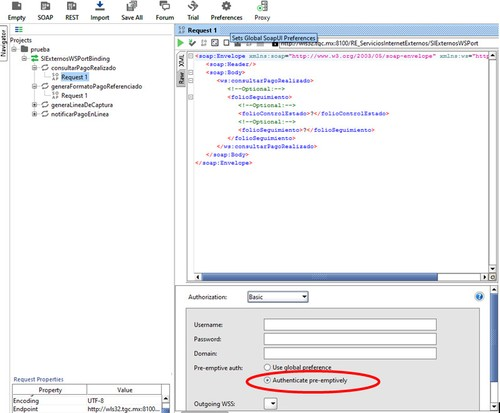 Empty SOAP REST Import Save All Forum Trial Preferences Proxy
Navigator
Projects
prueba
SIExternosWSPortBinding
consultarPagoRealizado
Request 1
generaFormatoPagoReferenciado
Request 1
generaLineaDeCaptura
notificarPagoEnLinea
Request Properties
Property Value
Encoding UTF-8
Endpoint http://wls32.tgc.mx:8100...
Request 1
Sets Global SoapUI Preferences
http://wls32.tgc.mx:8100/RE_ServiciosInternetExternos/SIExternosWSPort
XML
Raw
<soap:Envelope xmlns:soap="http://www.w3.org/2003/05/soap-envelope" xmlns:ws="http
<soap:Header/>
<soap:Body>
<ws:consultarPagoRealizado>
<!--Optional:-->
<folioSeguimiento>
<!--Optional:-->
<folioControlEstado>?</folioControlEstado>
<!--Optional:-->
<folioSeguimiento>?</folioSeguimiento>
</folioSeguimiento>
</ws:consultarPagoRealizado>
</soap:Body>
</soap:Envelope>
Authorization: Basic
Username:
Password:
Domain:
Pre-emptive auth: Use global preference
Authenticate pre-emptively
Outgoing WSS: